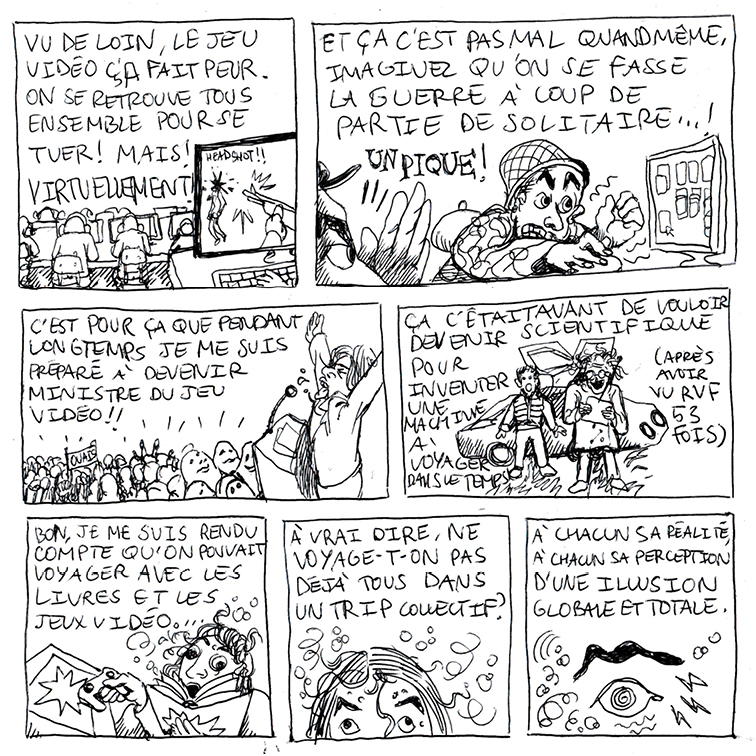 VU DE LOIN, LE JEU
VIDÉO ÇA FAIT PEUR.
ON SE RETROUVE TOUS
ENSEMBLE POUR SE
TUER! MAIS!
VIRTUELLEMENT
HEADSHOT!!
ET ÇA C'EST PAS MAL QUAND MÊME,
IMAGINEZ QU'ON SE FASSE
LA GUERRE À COUP DE
PARTIE DE SOLITAIRE...!
UN PIQUE!
C'EST POUR ÇA QUE PENDANT
LONGTEMPS JE ME SUIS
PRÉPARÉ À DEVENIR
MINISTRE DU JEU
VIDÉO!!
OUAIS
ÇA C'ÉTAIT AVANT DE VOULOIR
DEVENIR SCIENTIFIQUE
POUR
INVENTER
UNE
MACHINE
À
VOYAGER
DANS LE TEMPS
(APRÈS
AVOIR
VU RVF
53
FOIS)
BON, JE ME SUIS RENDU
COMPTE QU'ON POUVAIT
VOYAGER AVEC LES
LIVRES ET LES
JEUX VIDÉO....
À VRAI DIRE, NE
VOYAGE-T-ON PAS
DÉJÀ TOUS DANS
UN TRIP COLLECTIF?
À CHACUN SA RÉALITÉ,
À CHACUN SA PERCEPTION
D'UNE ILLUSION
GLOBALE ET TOTALE.